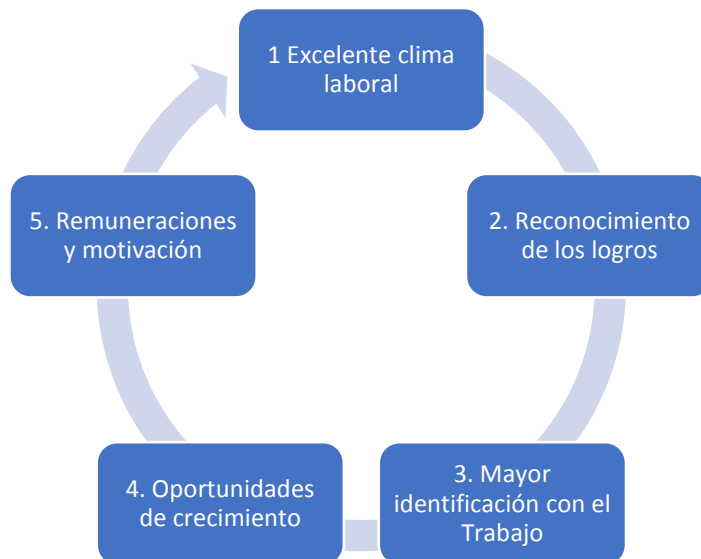 1 Excelente clima
laboral
2. Reconocimiento
de los logros
3. Mayor
identificación con el
Trabajo
4. Oportunidades
de crecimiento
5. Remuneraciones
y motivación